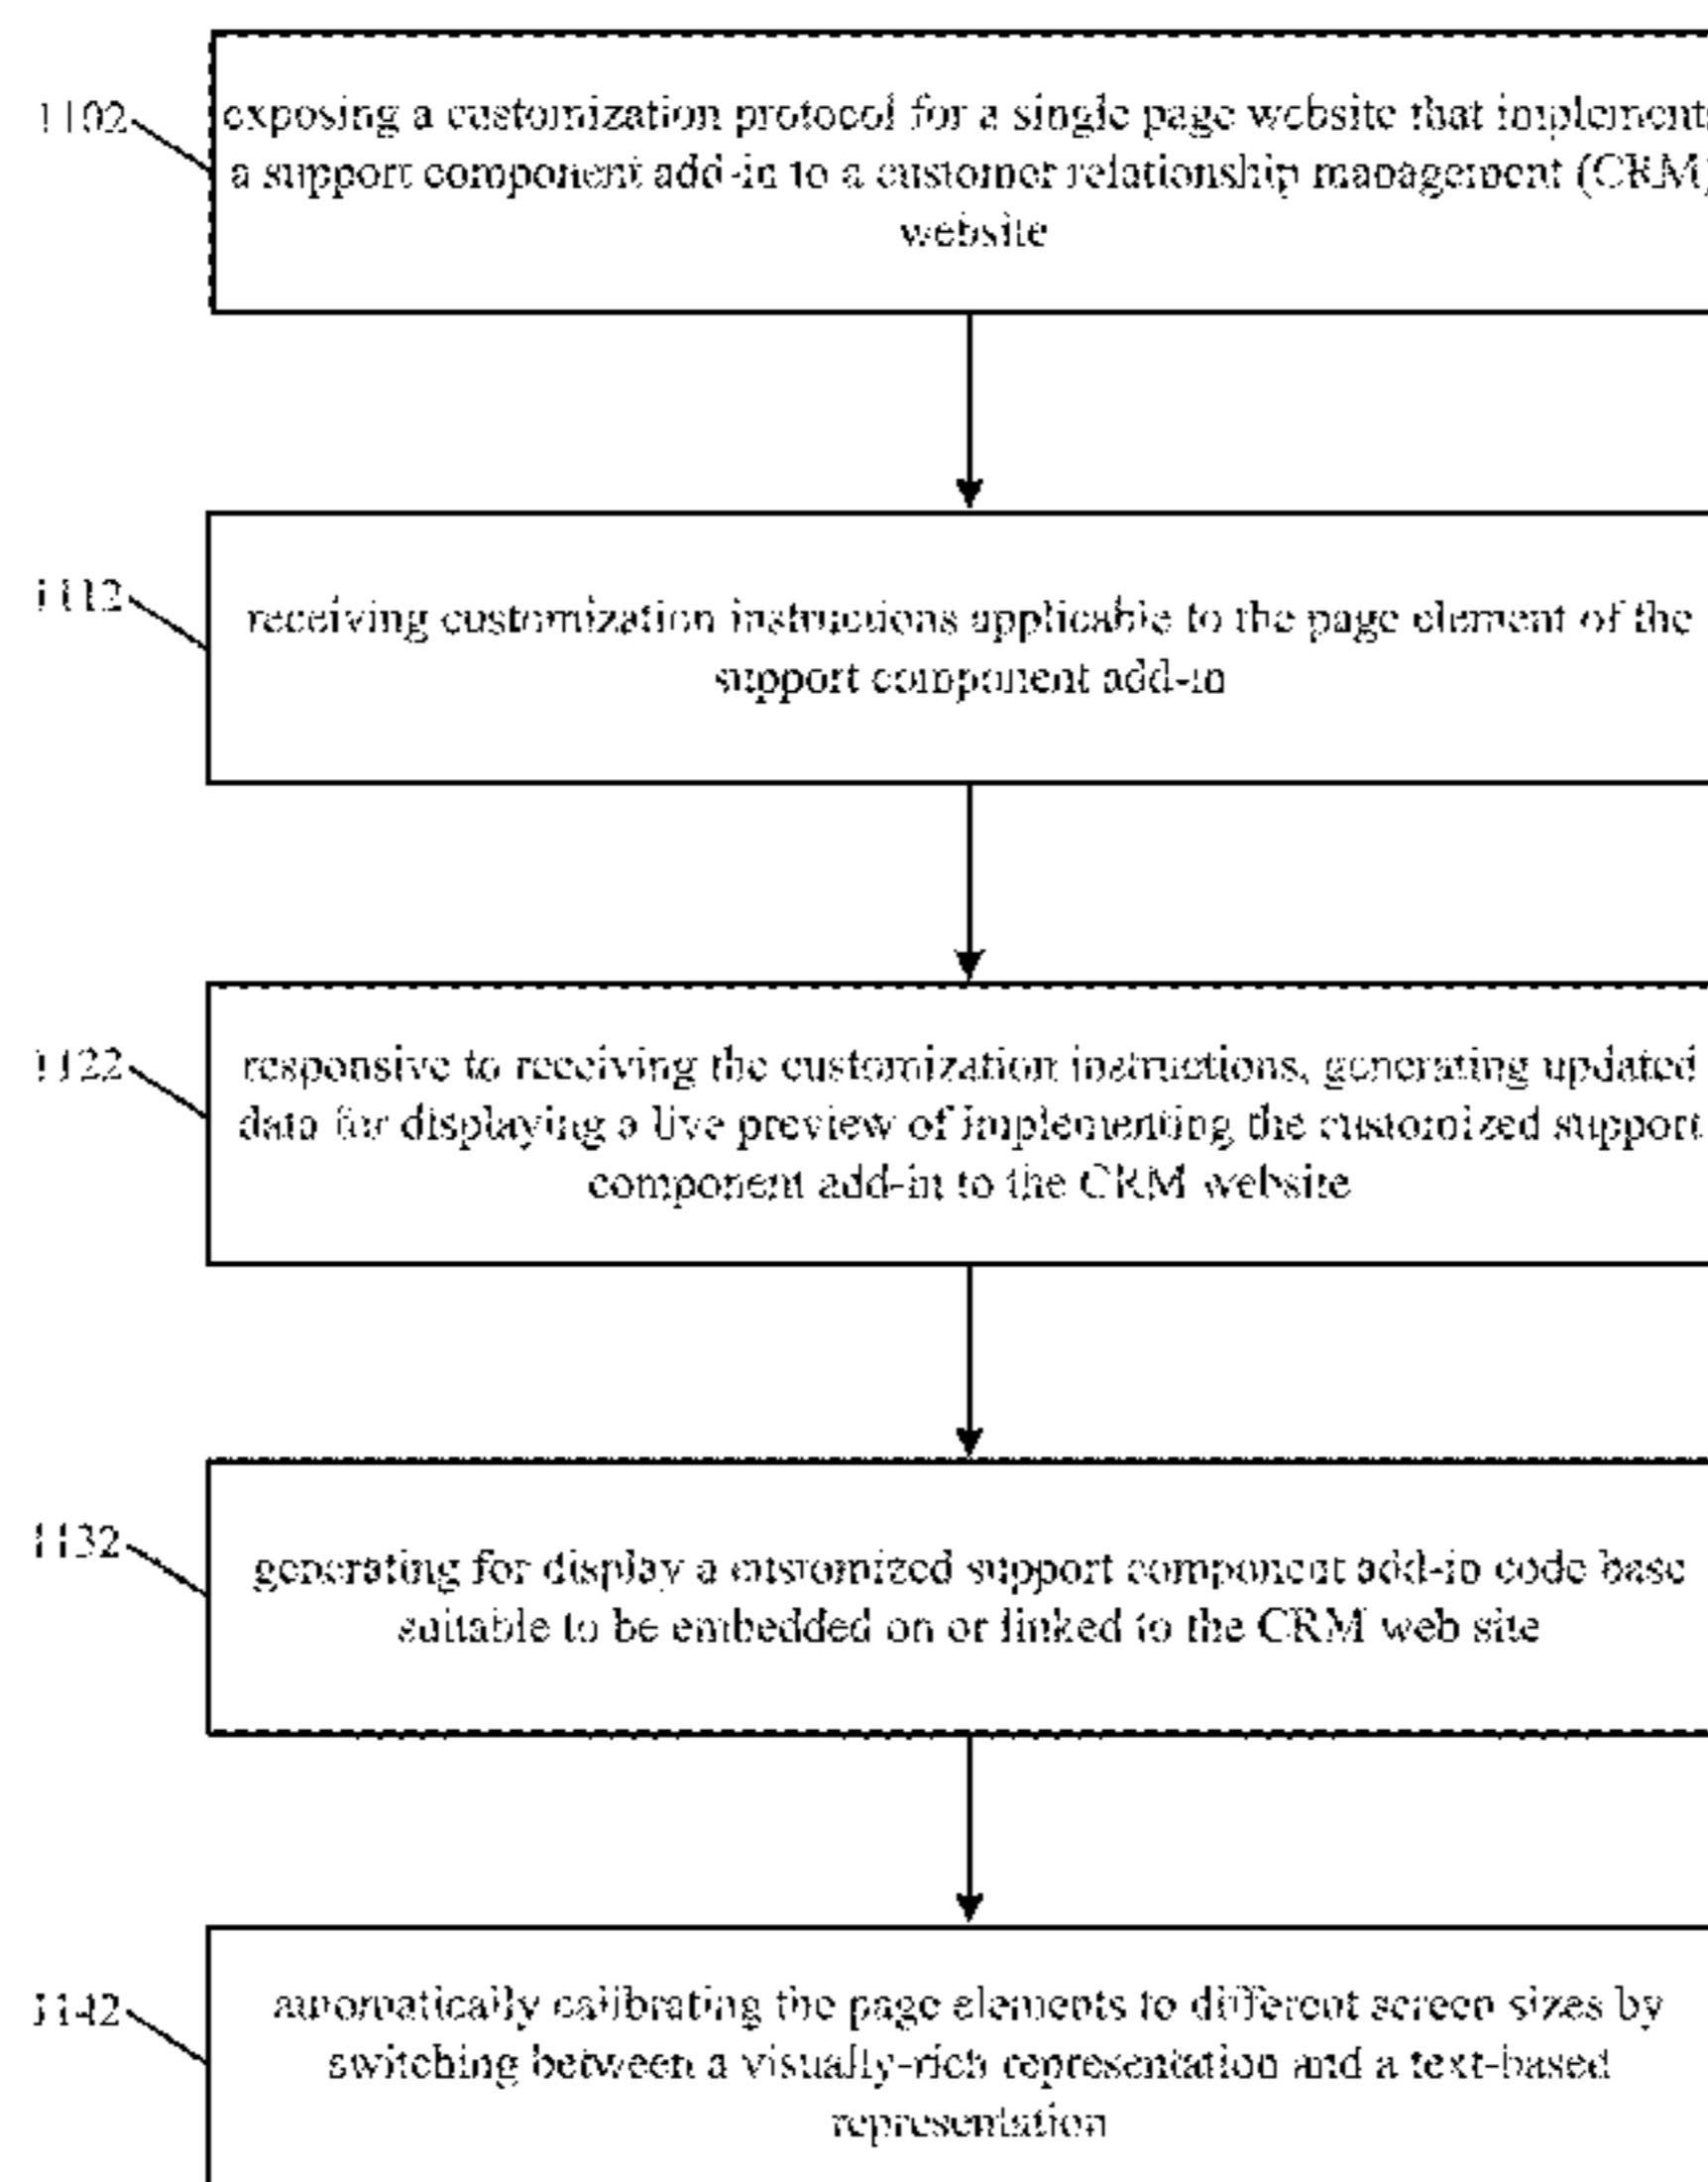 1102
exposing a customization protocol for a single page website that implements
a support component add-in to a customer relationship management (CRM)
website
1112
receiving customization instructions applicable to the page element of the
support component add-in
1122
responsive to receiving the customization instructions, generating updated
data for displaying a live preview of implementing the customized support
component add-in to the CRM website
1132
generating for display a customized support component add-in code base
suitable to be embedded on or linked to the CRM web site
1142
automatically calibrating the page elements to different screen sizes by
switching between a visually-rich representation and a text-based
representation